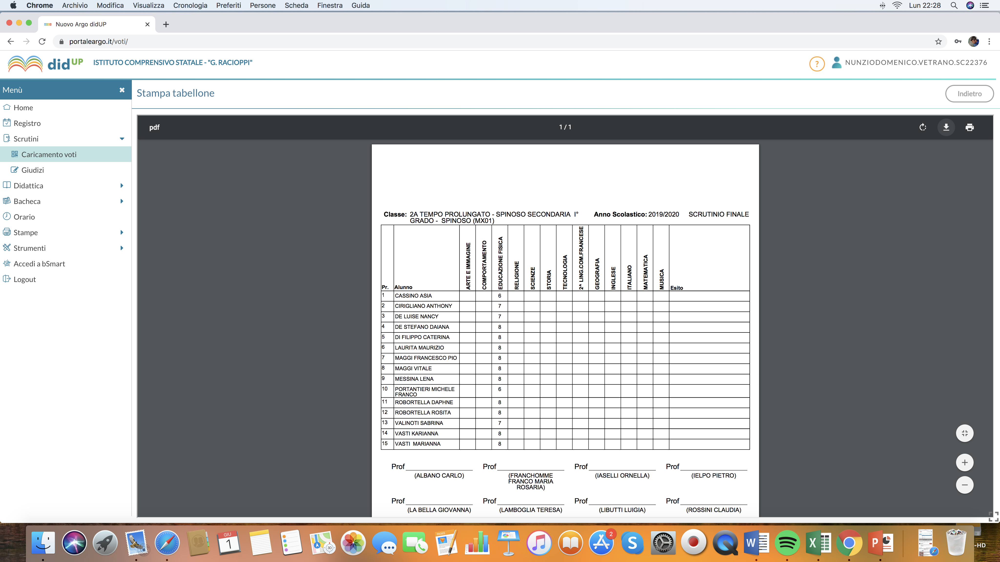 Chrome Archivio Modifica Visualizza Cronologia Preferiti Persone Scheda Finestra Guida Lun 22:28
Nuovo Argo didUP
portaleargo.it/voti/
didUP ISTITUTO COMPRENSIVO STATALE - "G. RACIOPPI" ? NUNZIODOMENICO.VETRANO.SC22376
Menù
Stampa tabellone
Indietro
Home
Registro
Scrutini
Caricamento voti
Giudizi
Didattica
Bacheca
Orario
Stampe
Strumenti
Accedi a bSmart
Logout
pdf 1 / 1
Classe: 2A TEMPO PROLUNGATO - SPINOSO SECONDARIA I° Anno Scolastico: 2019/2020 SCRUTINIO FINALE
GRADO - SPINOSO (MX01)
Pr. Alunno ARTE E IMMAGINE COMPORTAMENTO EDUCAZIONE FISICA RELIGIONE SCIENZE STORIA TECNOLOGIA 2^ LING.COM.FRANCESE GEOGRAFIA INGLESE ITALIANO MATEMATICA MUSICA Esito
1 CASSINO ASIA 6
2 CIRIGLIANO ANTHONY 7
3 DE LUISE NANCY 7
4 DE STEFANO DAIANA 8
5 DI FILIPPO CATERINA 8
6 LAURITA MAURIZIO 8
7 MAGGI FRANCESCO PIO 8
8 MAGGI VITALE 8
9 MESSINA LENA 8
10 PORTANTIERI MICHELE 6
FRANCO
11 ROBORTELLA DAPHNE 8
12 ROBORTELLA ROSITA 8
13 VALINOTI SABRINA 7
14 VASTI KARIANNA 8
15 VASTI MARIANNA 8
Prof Prof Prof Prof
(ALBANO CARLO) (FRANCHOMME (IASELLI ORNELLA) (IELPO PIETRO)
FRANCO MARIA
ROSARIA)
Prof Prof Prof Prof
(LA BELLA GIOVANNA) (LAMBOGLIA TERESA) (LIBUTTI LUIGIA) (ROSSINI CLAUDIA)
GIU
1
3D
PAGES
2
S
W
X
P
-HD